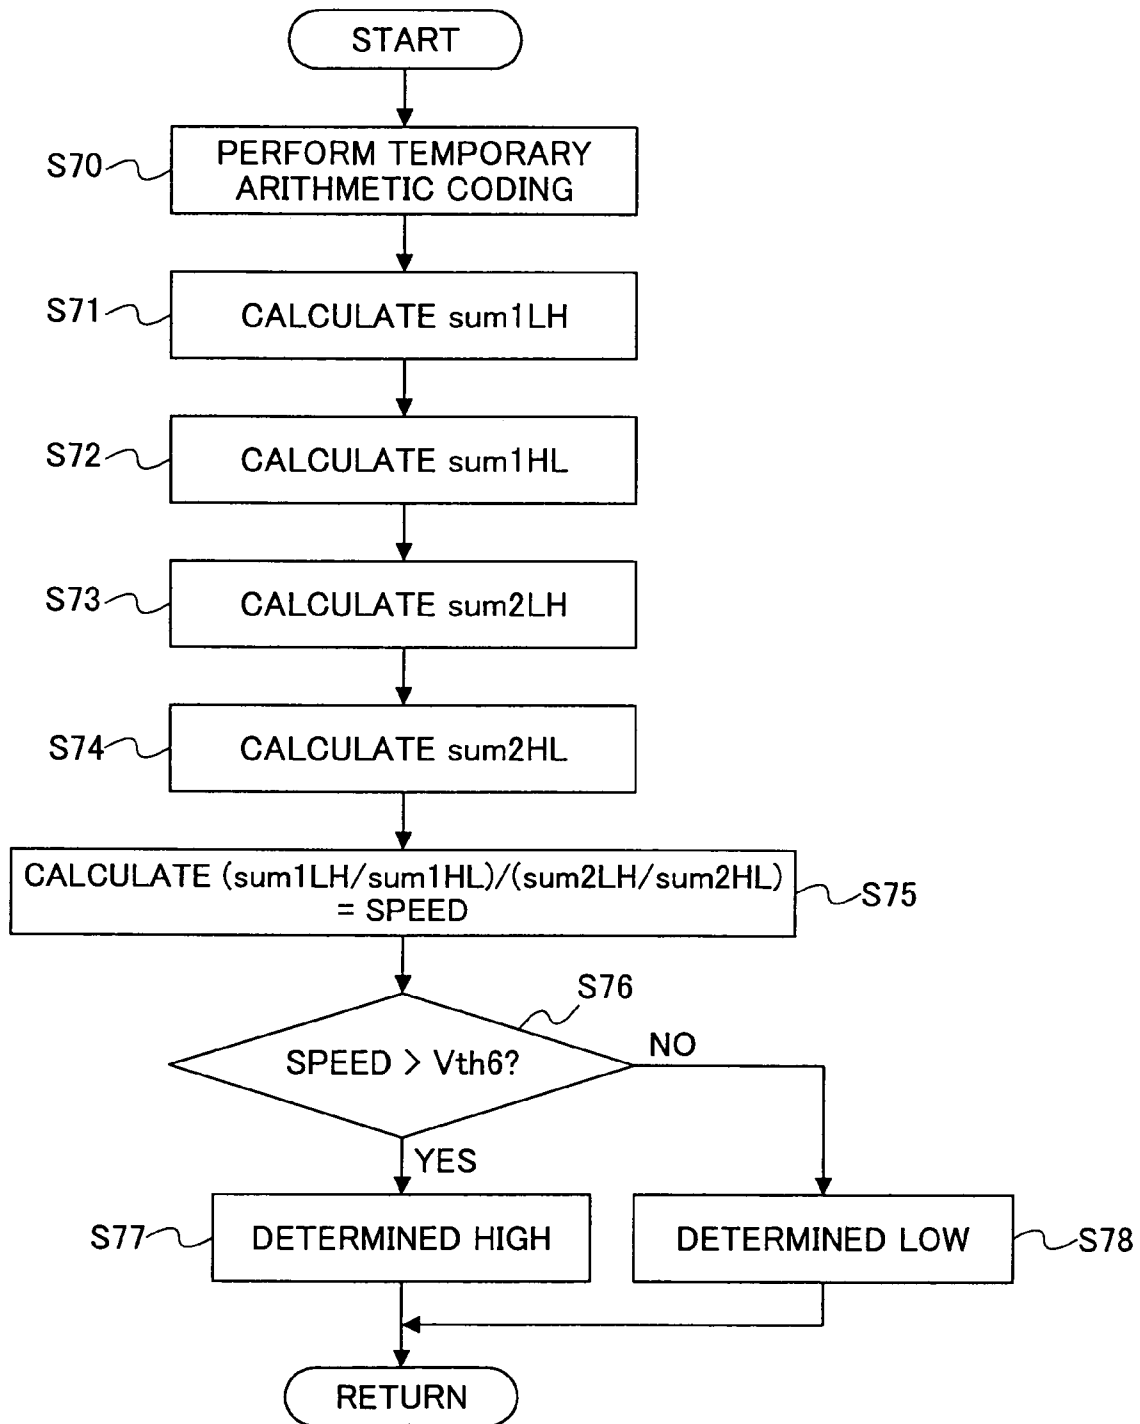 START
S70
PERFORM TEMPORARY
ARITHMETIC CODING
S71
CALCULATE sum1LH
S72
CALCULATE sum1HL
S73
CALCULATE sum2LH
S74
CALCULATE sum2HL
CALCULATE (sum1LH/sum1HL)/(sum2LH/sum2HL)
= SPEED
S75
S76
SPEED > Vth6?
NO
YES
S77
DETERMINED HIGH
DETERMINED LOW
S78
RETURN